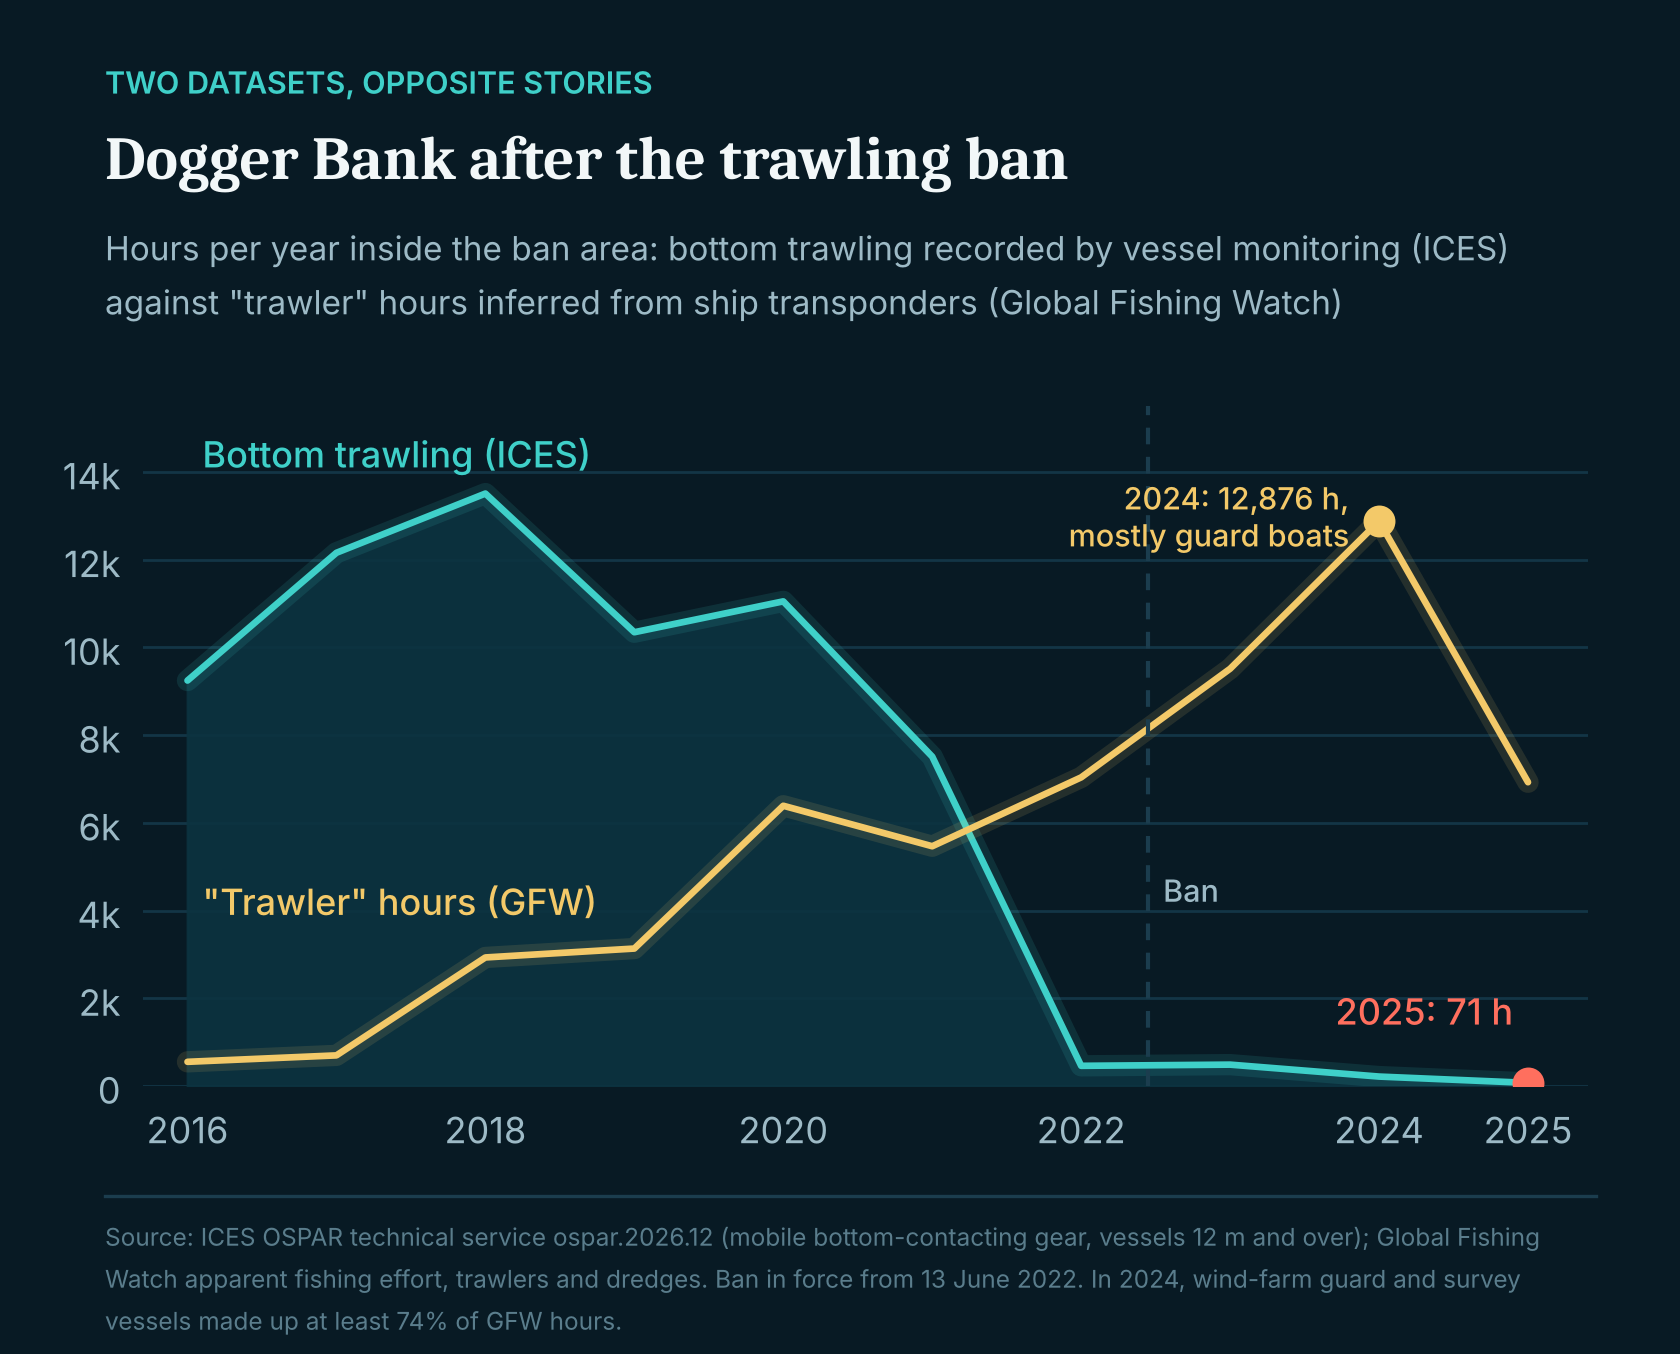 TWO DATASETS, OPPOSITE STORIES
Dogger Bank after the trawling ban
Hours per year inside the ban area: bottom trawling recorded by vessel monitoring (ICES)
against "trawler" hours inferred from ship transponders (Global Fishing Watch)
Bottom trawling (ICES)
14k
2024: 12,876 h,
mostly guard boats
12k
10k
8k
6k
Ban
"Trawler" hours (GFW)
4k
2k
2025: 71 h
0
2016
2018
2020
2022
2024
2025
Source: ICES OSPAR technical service ospar.2026.12 (mobile bottom-contacting gear, vessels 12 m and over); Global Fishing
Watch apparent fishing effort, trawlers and dredges. Ban in force from 13 June 2022. In 2024, wind-farm guard and survey
vessels made up at least 74% of GFW hours.